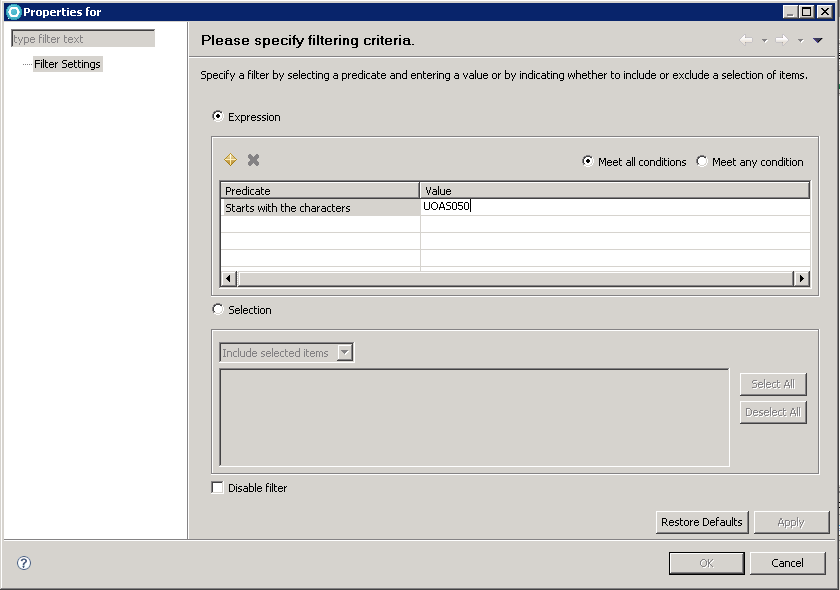 Properties for
type filter text
Filter Settings
Please specify filtering criteria.
Specify a filter by selecting a predicate and entering a value or by indicating whether to include or exclude a selection of items.
Expression
Meet all conditions Meet any condition
Predicate Value
Starts with the characters UOAS050
Selection
Include selected items
Select All
Deselect All
Disable filter
Restore Defaults Apply
? OK Cancel